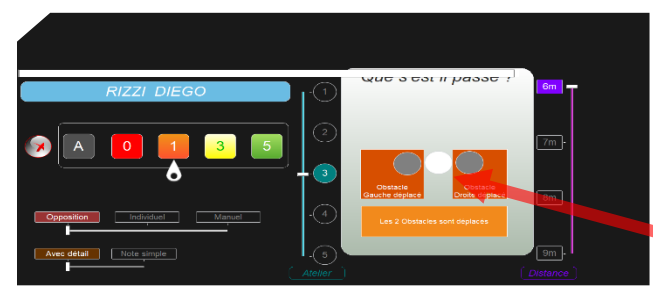 Que s'est il passé ?
RIZZI DIEGO
A
0
1
3
5
Opposition
Individuel
Manuel
Avec détail
Note simple
1
2
3
4
5
Atelier
Obstacle
Gauche déplacé
Obstacle
Droite déplacé
Les 2 Obstacles sont déplacés
6m
7m
8m
9m
Distance